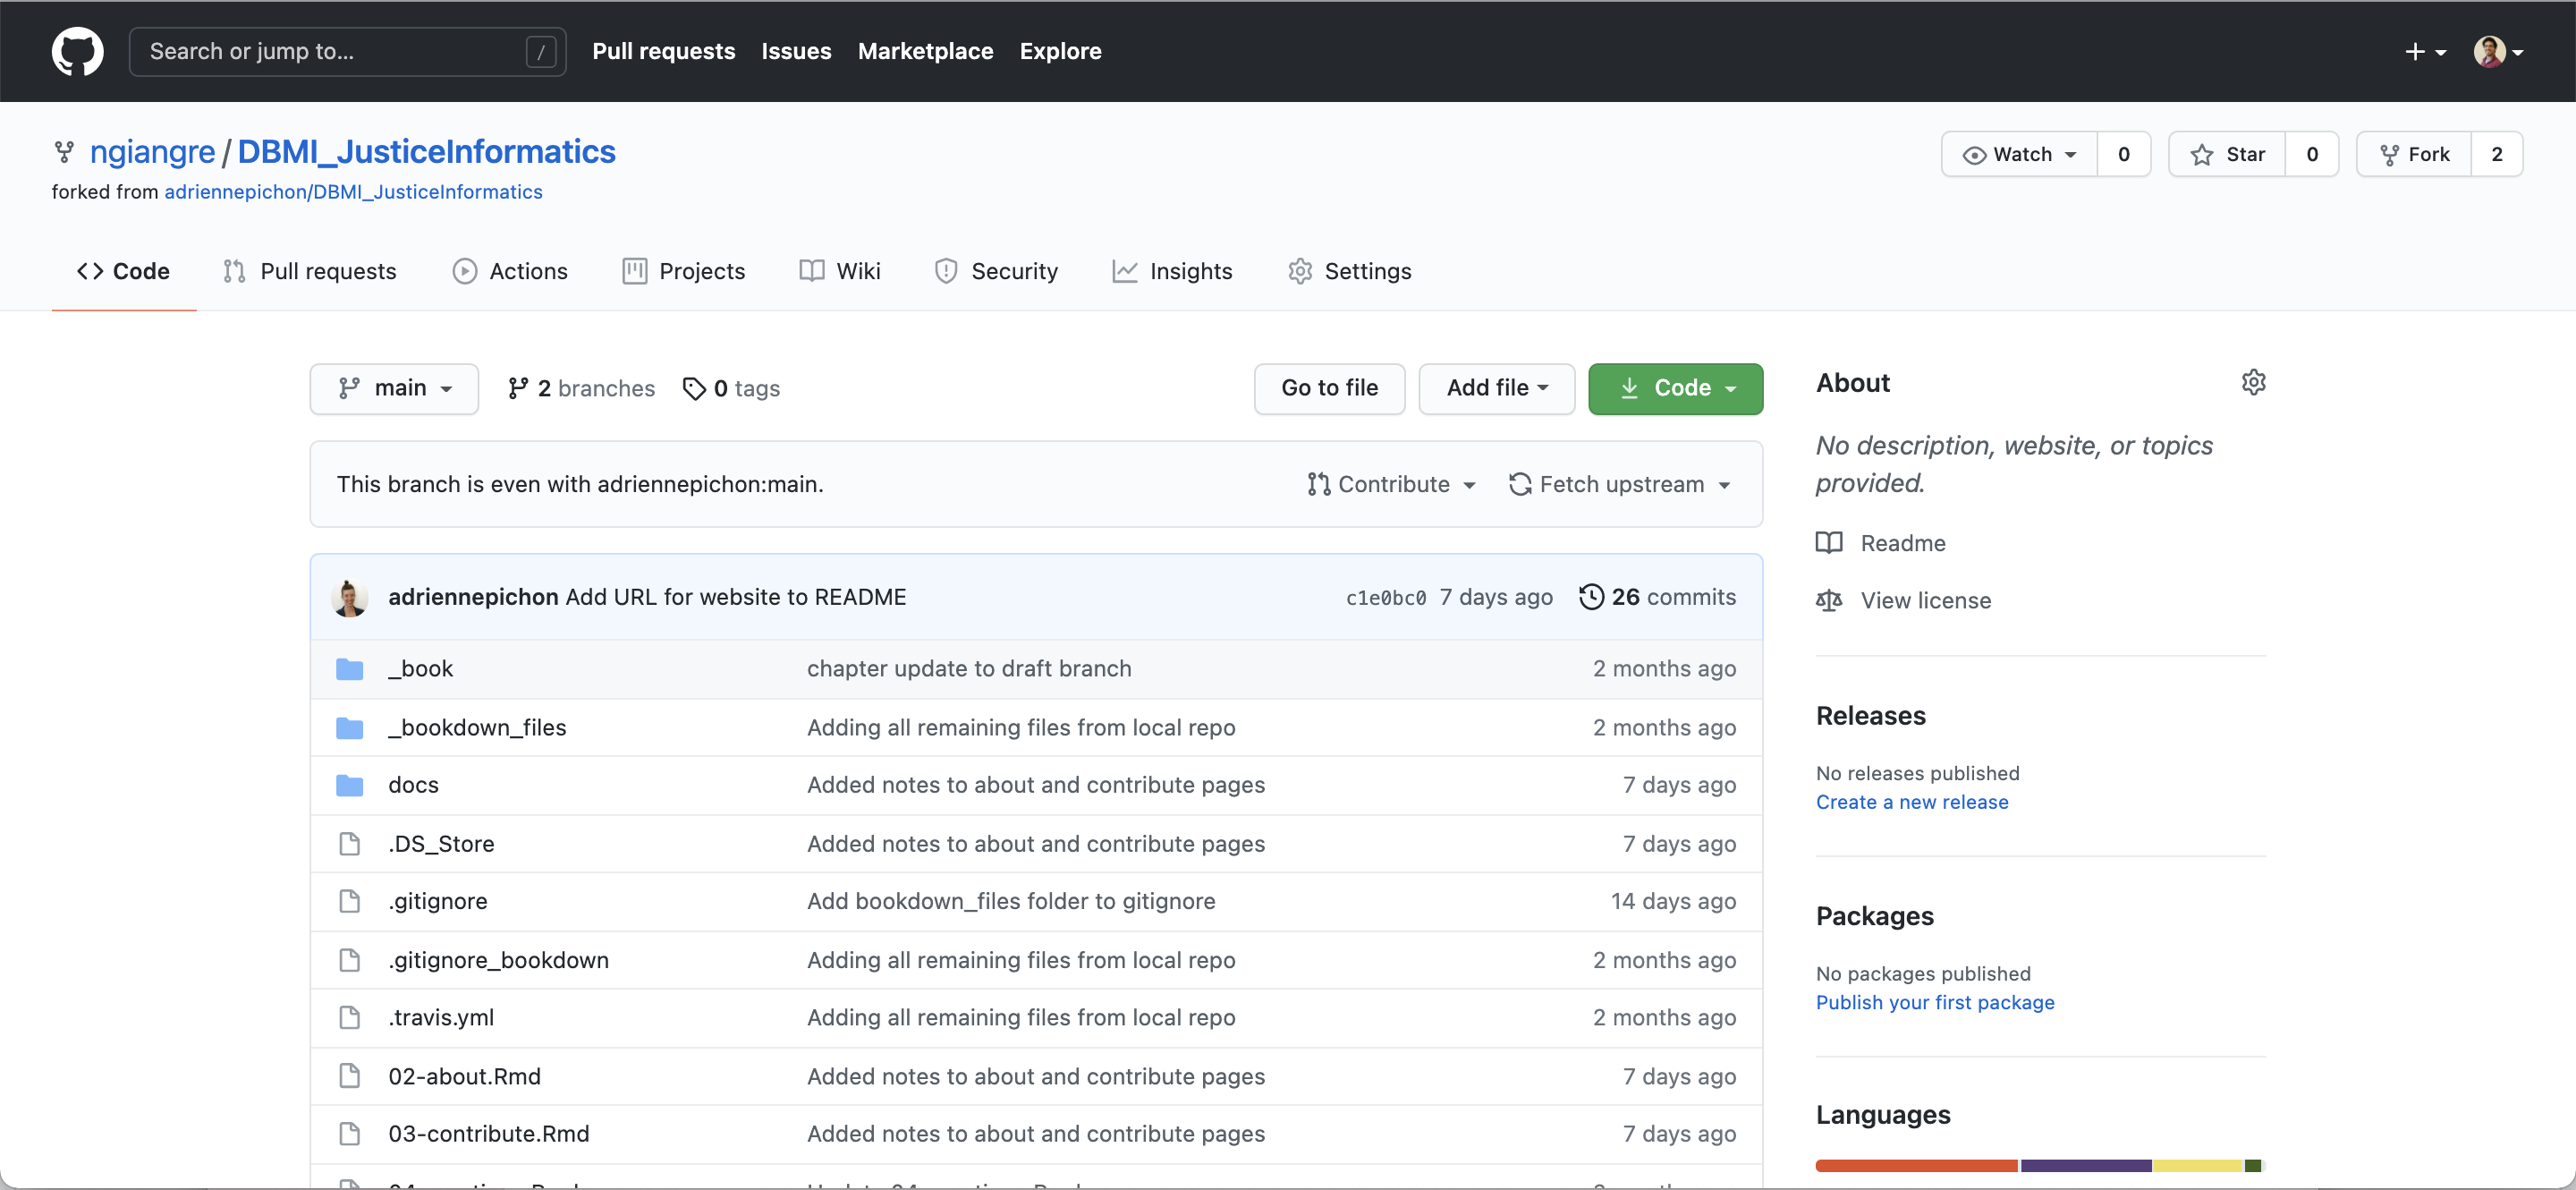 Search or jump to... / Pull requests Issues Marketplace Explore
ngiangre / DBMI_JusticeInformatics Watch 0 Star 0 Fork 2
forked from adriennepichon/DBMI_JusticeInformatics
Code Pull requests Actions Projects Wiki Security Insights Settings
main 2 branches 0 tags Go to file Add file Code
This branch is even with adriennepichon:main. Contribute Fetch upstream
adriennepichon Add URL for website to README c1e0bc0 7 days ago 26 commits
_book chapter update to draft branch 2 months ago
_bookdown_files Adding all remaining files from local repo 2 months ago
docs Added notes to about and contribute pages 7 days ago
.DS_Store Added notes to about and contribute pages 7 days ago
.gitignore Add bookdown_files folder to gitignore 14 days ago
.gitignore_bookdown Adding all remaining files from local repo 2 months ago
.travis.yml Adding all remaining files from local repo 2 months ago
02-about.Rmd Added notes to about and contribute pages 7 days ago
03-contribute.Rmd Added notes to about and contribute pages 7 days ago
About
No description, website, or topics
provided.
Readme
View license
Releases
No releases published
Create a new release
Packages
No packages published
Publish your first package
Languages